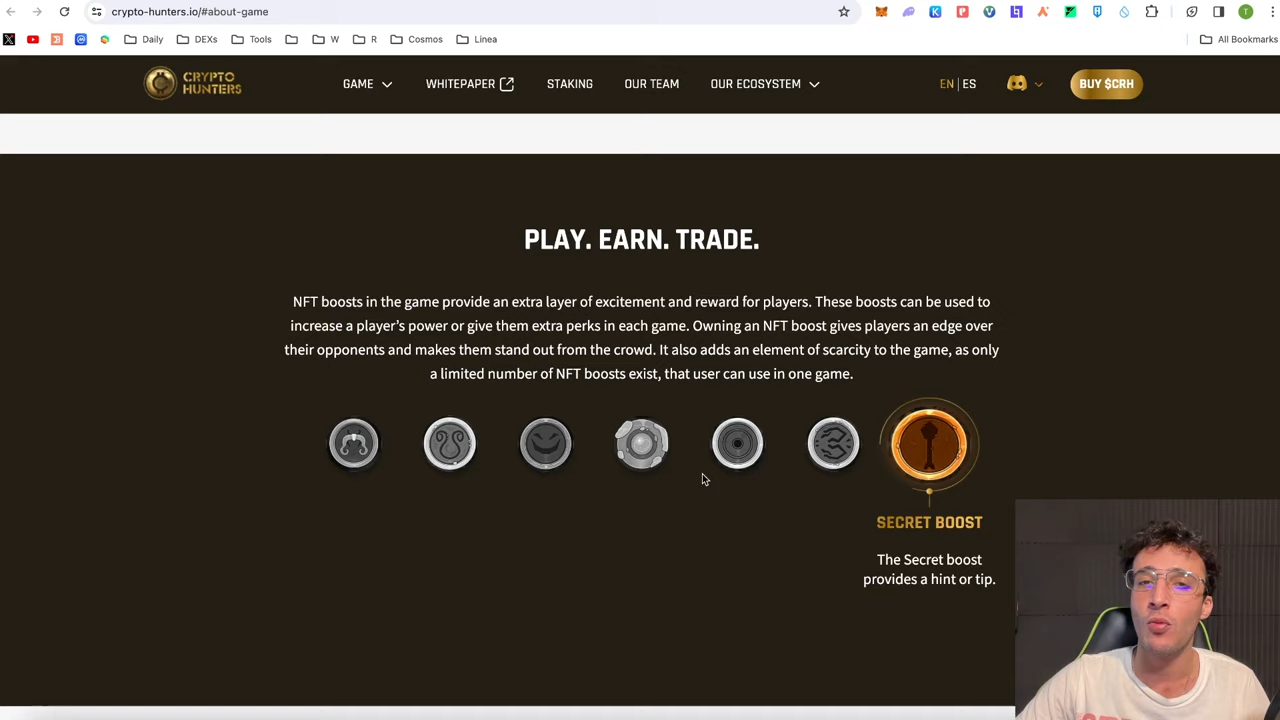 crypto-hunters.io/#about-game
T
Daily
DEXs
Tools
W
R
Cosmos
Linea
All Bookmarks
CRYPTO
HUNTERS
GAME
WHITEPAPER
STAKING
OUR TEAM
OUR ECOSYSTEM
EN | ES
BUY $CRH
PLAY. EARN. TRADE.
NFT boosts in the game provide an extra layer of excitement and reward for players. These boosts can be used to
increase a player’s power or give them extra perks in each game. Owning an NFT boost gives players an edge over
their opponents and makes them stand out from the crowd. It also adds an element of scarcity to the game, as only
a limited number of NFT boosts exist, that user can use in one game.
SECRET BOOST
The Secret boost
provides a hint or tip.